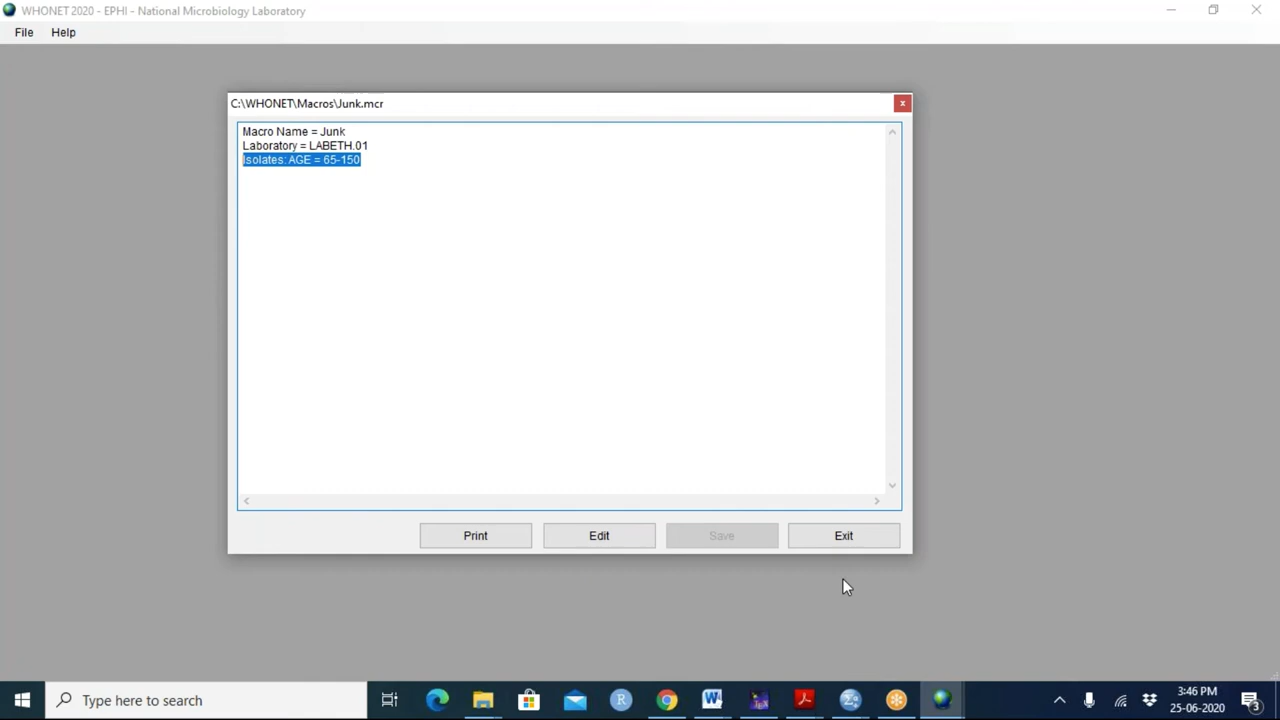 WHONET 2020 - EPHI - National Microbiology Laboratory
File Help
C:\WHONET\Macros\Junk.mcr
x
Macro Name = Junk
Laboratory = LABETH.01
Isolates: AGE = 65-150
Print Edit Save Exit
Type here to search
3:46 PM
25-06-2020
3